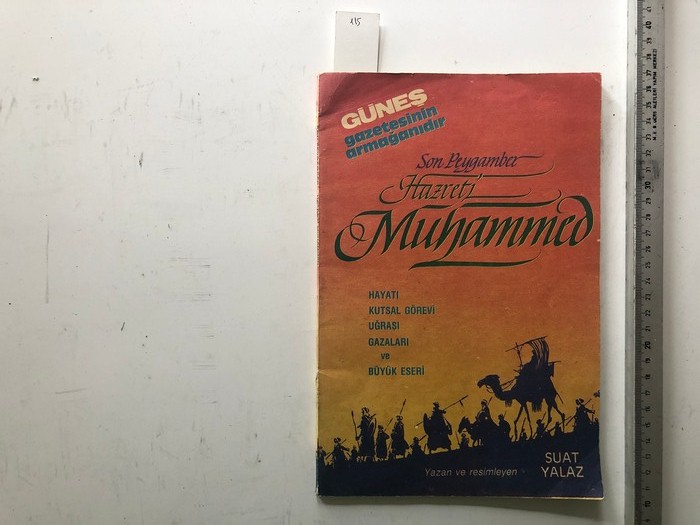 115
GÜNEŞ
gazetesinin
armağanıdır
Son Peygamber
Hazreti
Muhammed
HAYATI
KUTSAL GÖREVİ
UĞRASI
GAZALARI
ve
BÜYÜK ESERİ
Yazan ve resimleyen
SUAT
YALAZ